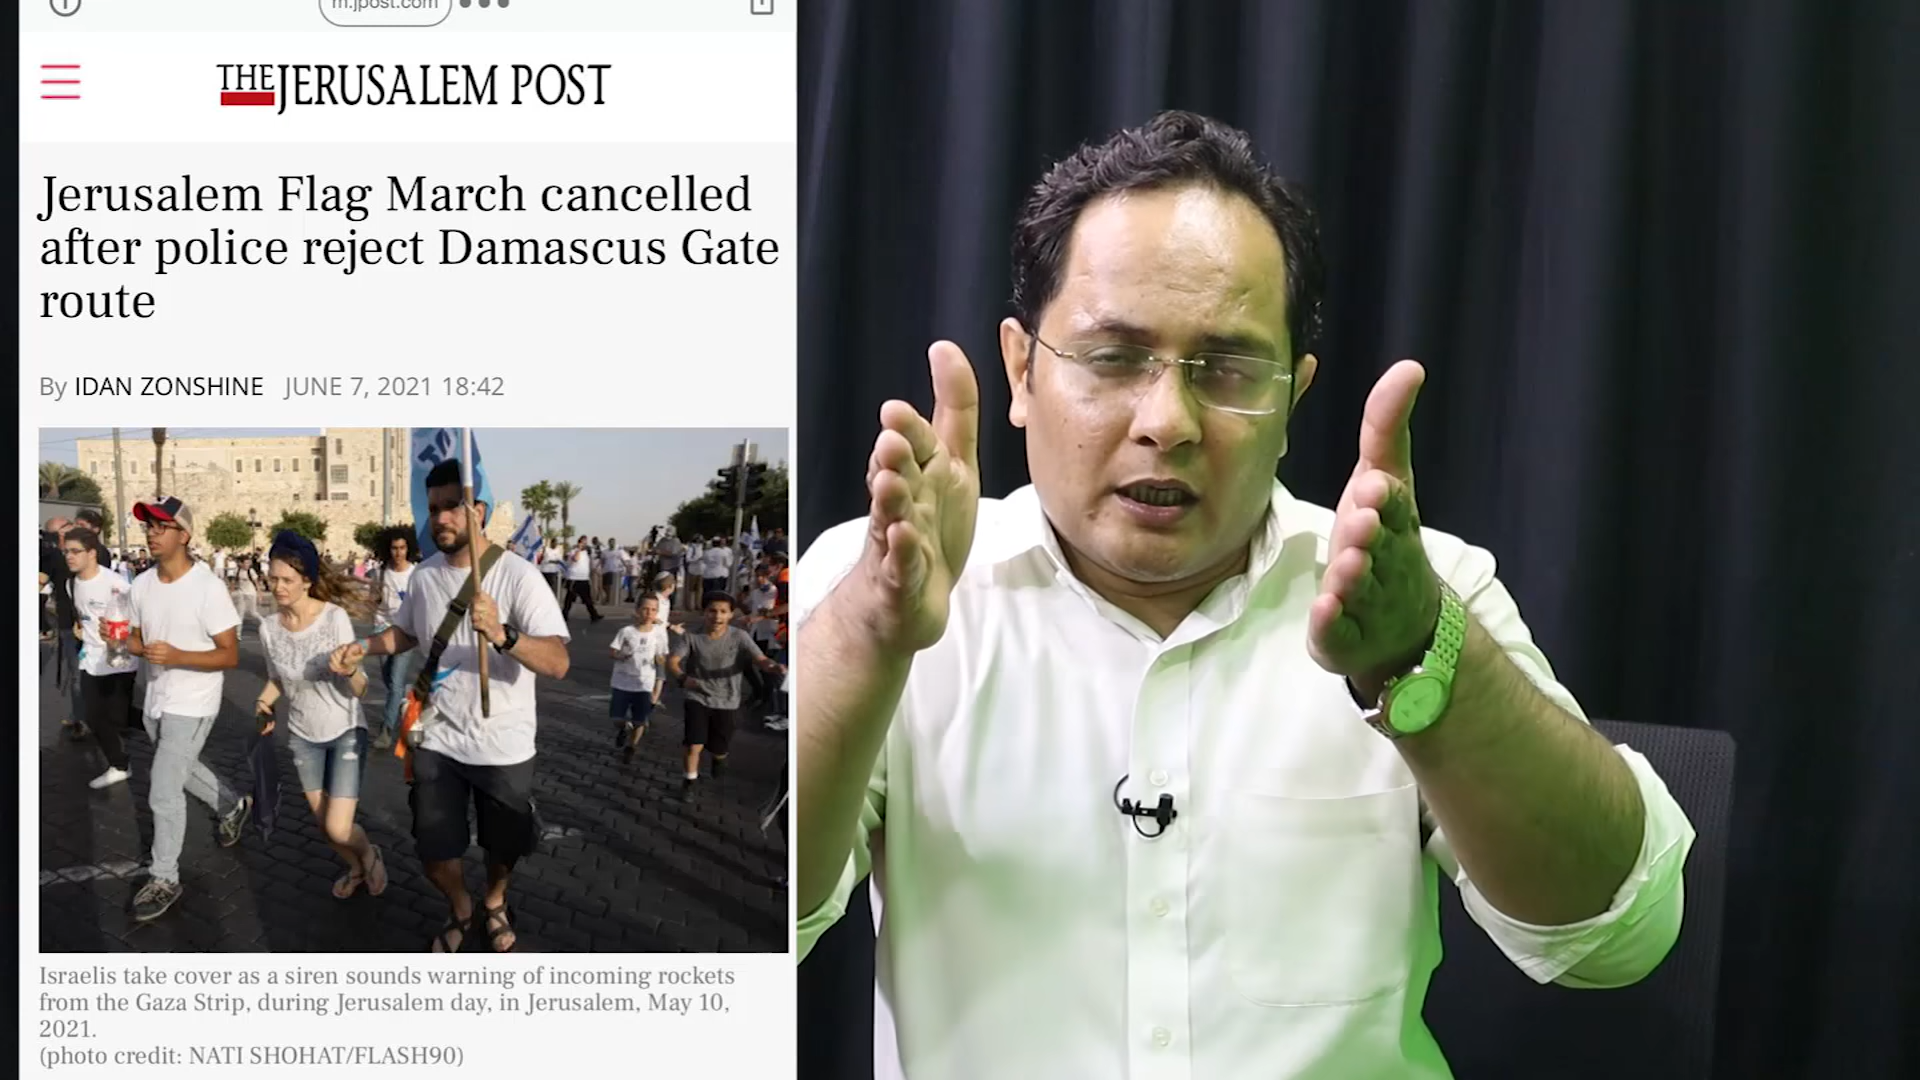 m.jpost.com
THE JERUSALEM POST
Jerusalem Flag March cancelled
after police reject Damascus Gate
route
By IDAN ZONSHINE JUNE 7, 2021 18:42
Israelis take cover as a siren sounds warning of incoming rockets
from the Gaza Strip, during Jerusalem day, in Jerusalem, May 10,
2021.
(photo credit: NATI SHOHAT/FLASH90)